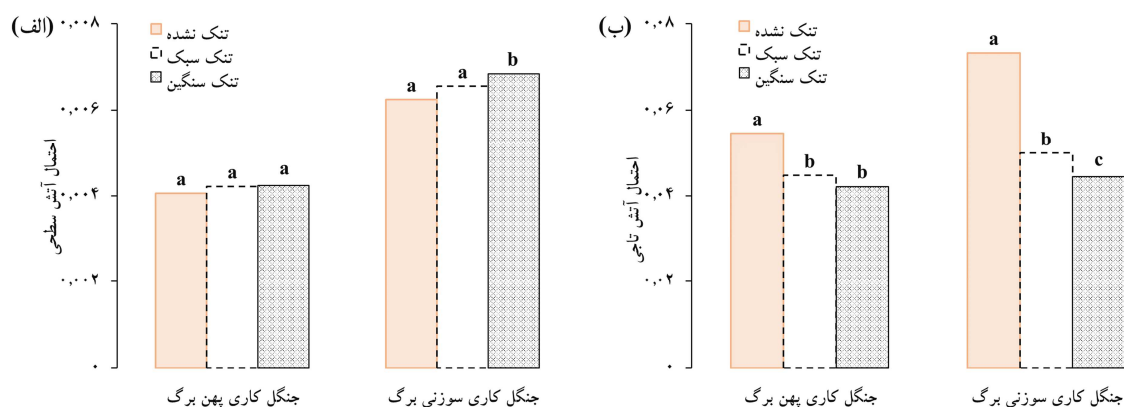 (الف)
احتمال آتش سطحی
۰,۰۰۸
۰,۰۰۶
۰,۰۰۴
۰,۰۰۲
۰
تنک نشده
تنک سبک
تنک سنگین
a
a
a
a
a
b
جنگل کاری پهن برگ
جنگل کاری سوزنی برگ
(ب)
احتمال آتش تاجی
۰,۰۸
۰,۰۶
۰,۰۴
۰,۰۲
۰
تنک نشده
تنک سبک
تنک سنگین
a
b
b
a
b
c
جنگل کاری پهن برگ
جنگل کاری سوزنی برگ